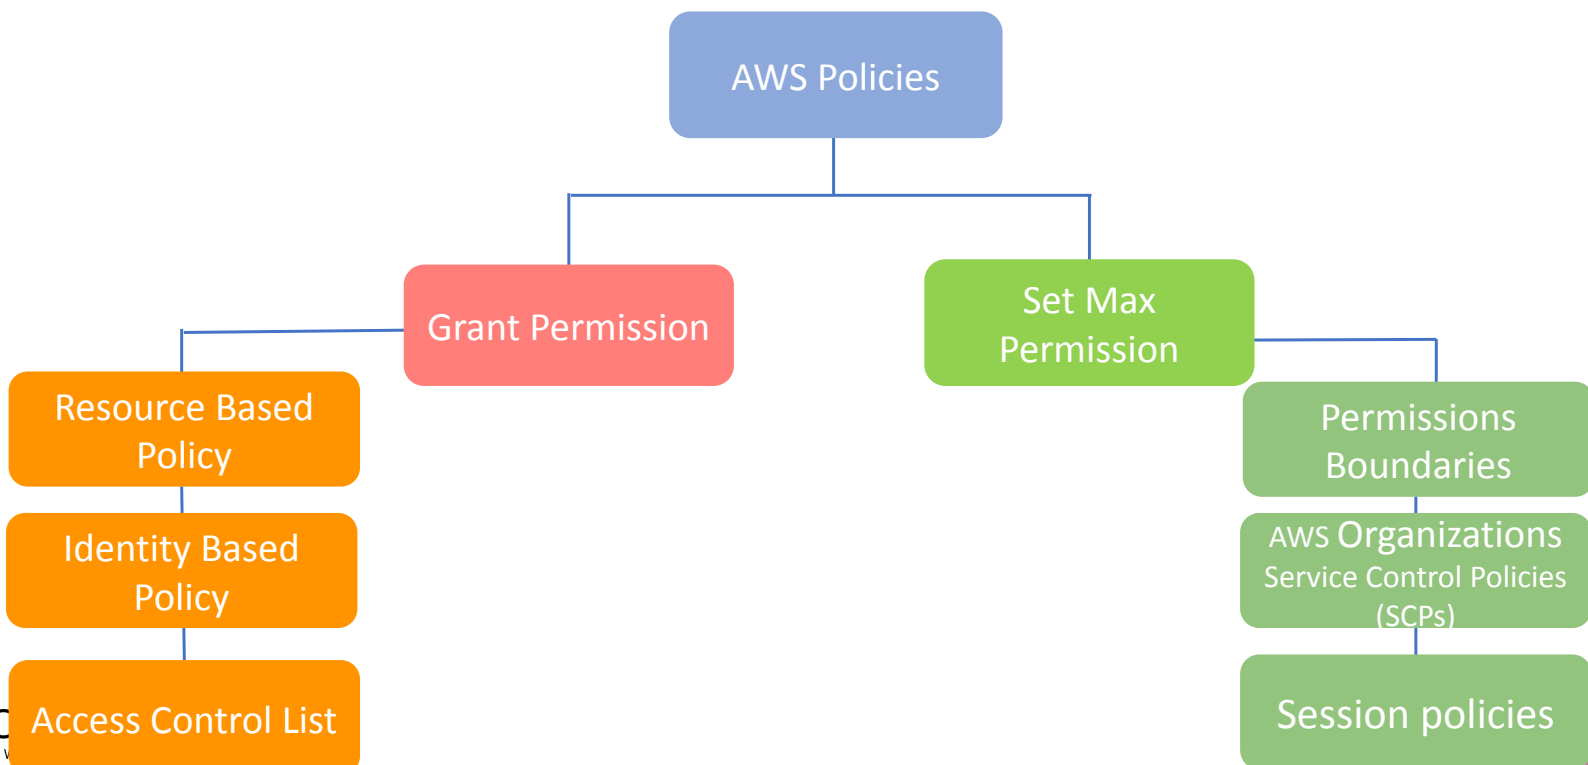 AWS Policies
Grant Permission
Set Max
Permission
Resource Based
Policy
Identity Based
Policy
Access Control List
Permissions
Boundaries
AWS Organizations
Service Control Policies
(SCPs)
Session policies